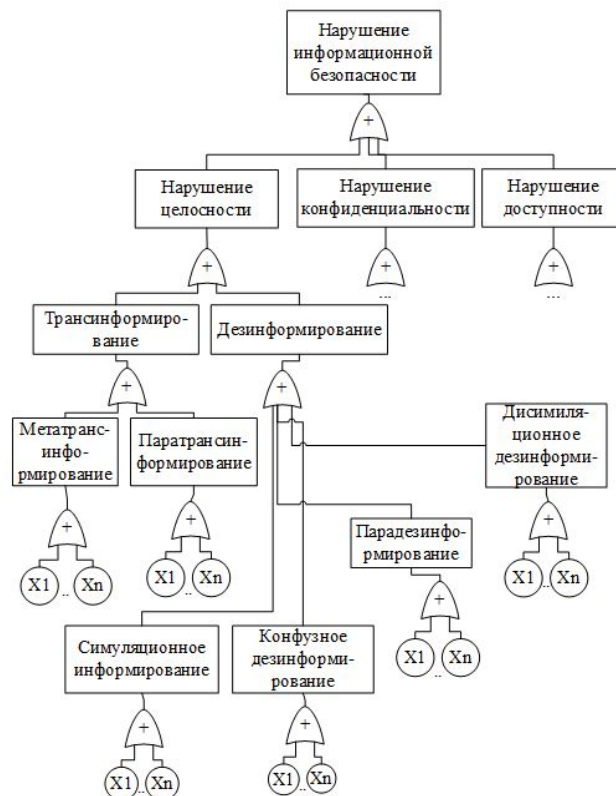 Нарушение
информационной
безопасности
+
Нарушение
целосности
Нарушение
конфиденциальности
Нарушение
доступности
+
...
...
Трансинформиро-
вание
Дезинформирование
+
+
Метатранс-
инфо-
рмирование
Паратрансин-
формирование
Дисимиля-
ционное
дезинформи-
рование
+
+
+
Парадезинфо-
рмирование
X1 .. Xn
X1 .. Xn
X1 .. Xn
+
Симуляционное
информирование
Конфузное
дезинформи-
рование
X1 .. Xn
+
+
X1 .. Xn
X1 .. Xn